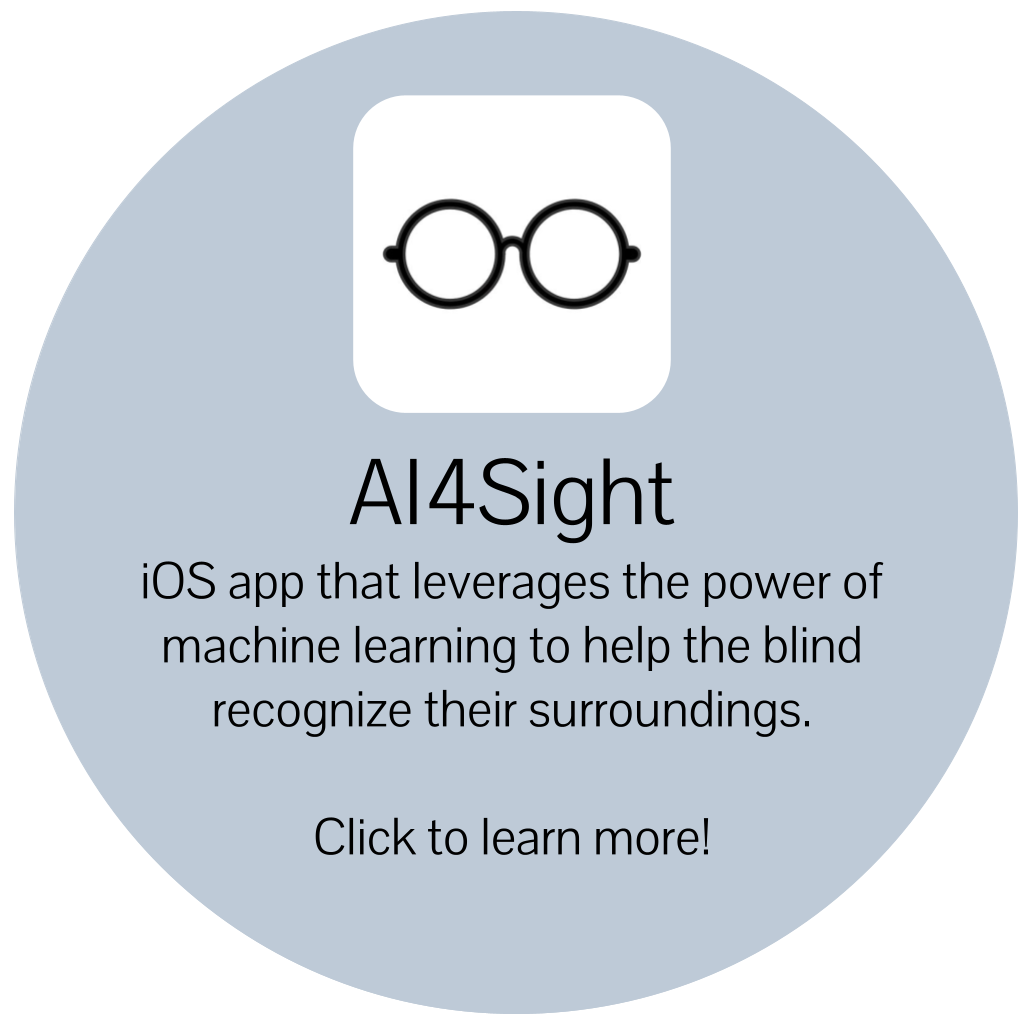 AI4Sight
iOS app that leverages the power of
machine learning to help the blind
recognize their surroundings.
Click to learn more!